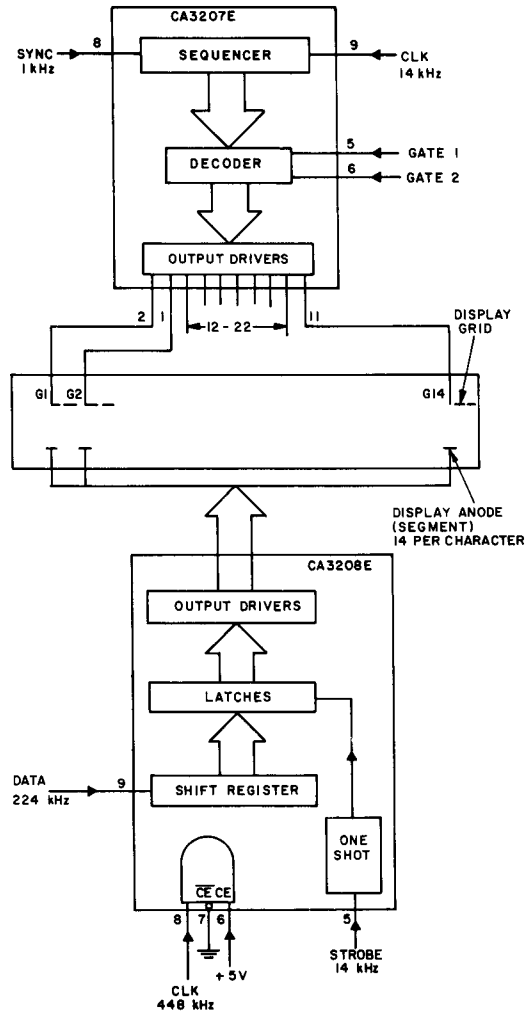 CA3207E
8
SYNC
1 kHz
SEQUENCER
9
CLK
14 kHz
DECODER
5
GATE 1
6
GATE 2
OUTPUT DRIVERS
2
1
12-22
11
DISPLAY
GRID
G1
G2
G14
DISPLAY ANODE
(SEGMENT)
14 PER CHARACTER
CA3208E
OUTPUT DRIVERS
LATCHES
DATA
224 kHz
9
SHIFT REGISTER
ONE
SHOT
CE CE
8
7
6
5
+5V
CLK
448 kHz
STROBE
14 kHz